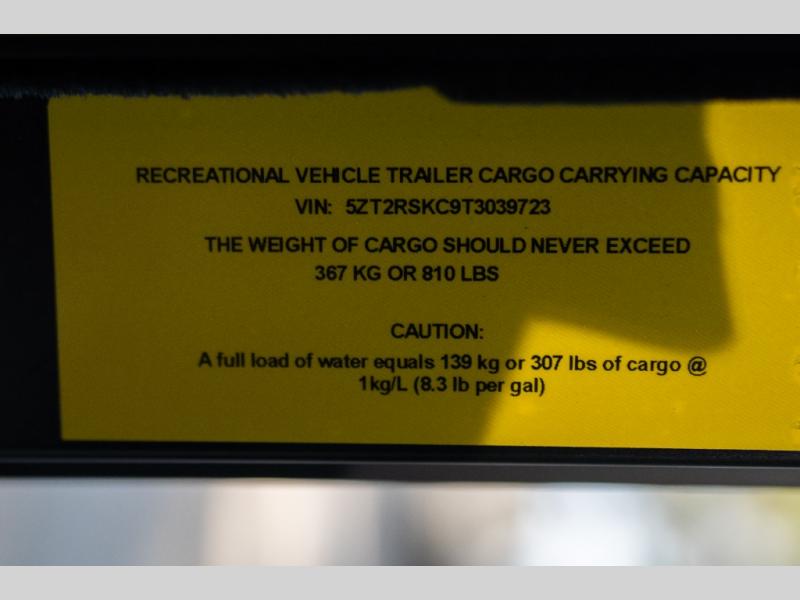 RECREATIONAL VEHICLE TRAILER CARGO CARRYING CAPACITY
VIN: 5ZT2RSKC9T3039723
THE WEIGHT OF CARGO SHOULD NEVER EXCEED
367 KG OR 810 LBS
CAUTION:
A full load of water equals 139 kg or 307 lbs of cargo @
1kg/L (8.3 lb per gal)